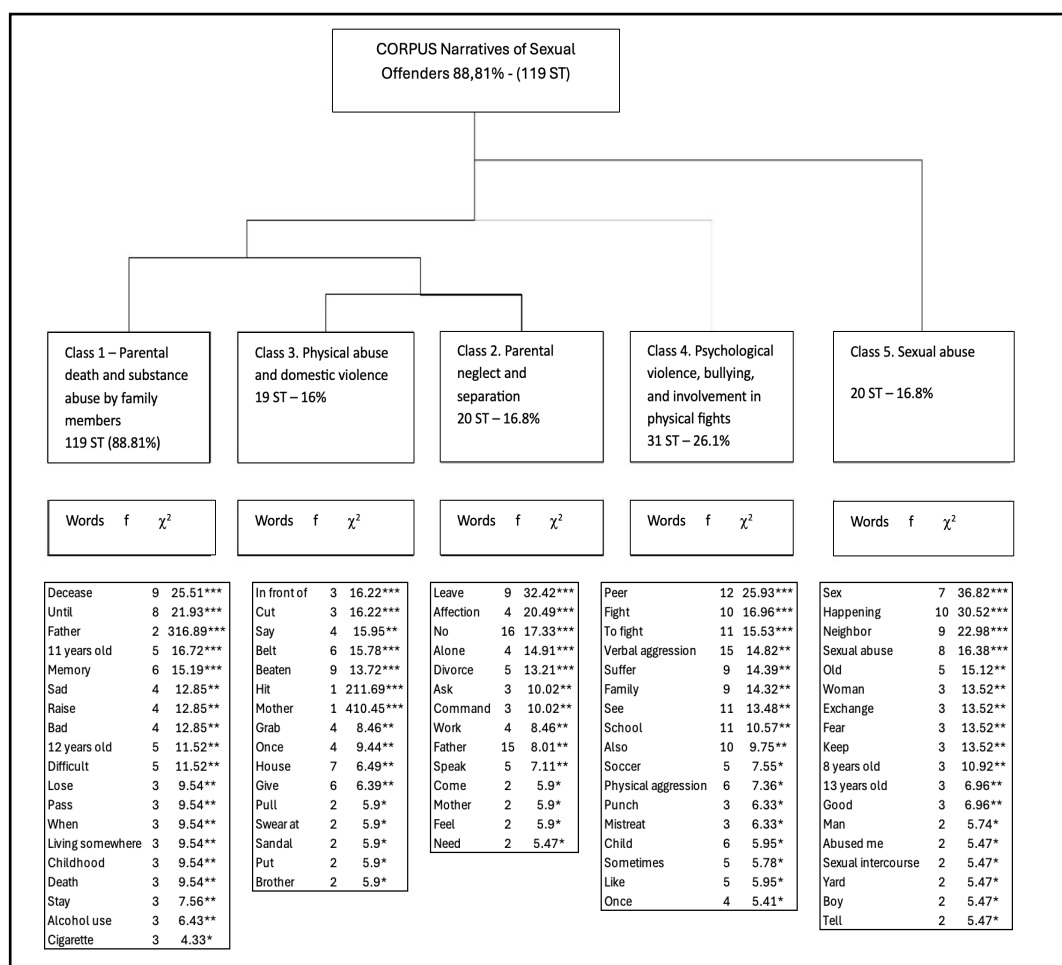 CORPUS Narratives of Sexual
Offenders 88,81% - (119 ST)
Class 1 – Parental
death and substance
abuse by family
members
119 ST (88.81%)
Class 3. Physical abuse
and domestic violence
19 ST – 16%
Class 2. Parental
neglect and
separation
20 ST – 16.8%
Class 4. Psychological
violence, bullying,
and involvement in
physical fights
31 ST – 26.1%
Class 5. Sexual abuse
20 ST – 16.8%
Words f χ²
Words f χ²
Words f χ²
Words f χ²
Words f χ²
Decease 9 25.51***
Until 8 21.93***
Father 2 316.89***
11 years old 5 16.72***
Memory 6 15.19***
Sad 4 12.85**
Raise 4 12.85**
Bad 4 12.85**
12 years old 5 11.52**
Difficult 5 11.52**
Lose 3 9.54**
Pass 3 9.54**
When 3 9.54**
Living somewhere 3 9.54**
Childhood 3 9.54**
Death 3 9.54**
Stay 3 7.56**
Alcohol use 3 6.43**
Cigarette 3 4.33*
In front of 3 16.22***
Cut 3 16.22***
Say 4 15.95**
Belt 6 15.78***
Beaten 9 13.72***
Hit 1 211.69***
Mother 1 410.45***
Grab 4 8.46**
Once 4 9.44**
House 7 6.49**
Give 6 6.39**
Pull 2 5.9*
Swear at 2 5.9*
Sandal 2 5.9*
Put 2 5.9*
Brother 2 5.9*
Leave 9 32.42***
Affection 4 20.49***
No 16 17.33***
Alone 4 14.91***
Divorce 5 13.21***
Ask 3 10.02**
Command 3 10.02**
Work 4 8.46**
Father 15 8.01**
Speak 5 7.11**
Come 2 5.9*
Mother 2 5.9*
Feel 2 5.9*
Need 2 5.47*
Peer 12 25.93***
Fight 10 16.96***
To fight 11 15.53***
Verbal aggression 15 14.82**
Suffer 9 14.39**
Family 9 14.32**
See 11 13.48**
School 11 10.57**
Also 10 9.75**
Soccer 5 7.55*
Physical aggression 6 7.36*
Punch 3 6.33*
Mistreat 3 6.33*
Child 6 5.95*
Sometimes 5 5.78*
Like 5 5.95*
Once 4 5.41*
Sex 7 36.82***
Happening 10 30.52***
Neighbor 9 22.98***
Sexual abuse 8 16.38***
Old 5 15.12**
Woman 3 13.52**
Exchange 3 13.52**
Fear 3 13.52**
Keep 3 13.52**
8 years old 3 10.92**
13 years old 3 6.96**
Good 3 6.96**
Man 2 5.74*
Abused me 2 5.47*
Sexual intercourse 2 5.47*
Yard 2 5.47*
Boy 2 5.47*
Tell 2 5.47*